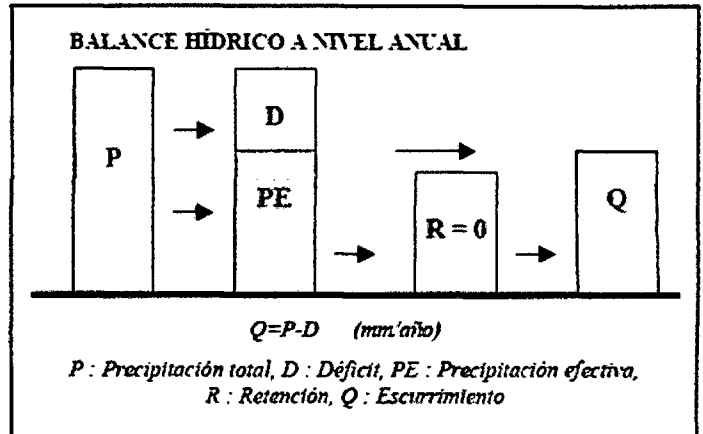 BALANCE HÍDRICO A NIVEL ANUAL
P
D
PE
R = 0
Q
Q=P-D (mm/año)
P : Precipitación total, D : Déficit, PE : Precipitación efectiva,
R : Retención, Q : Escurrimiento